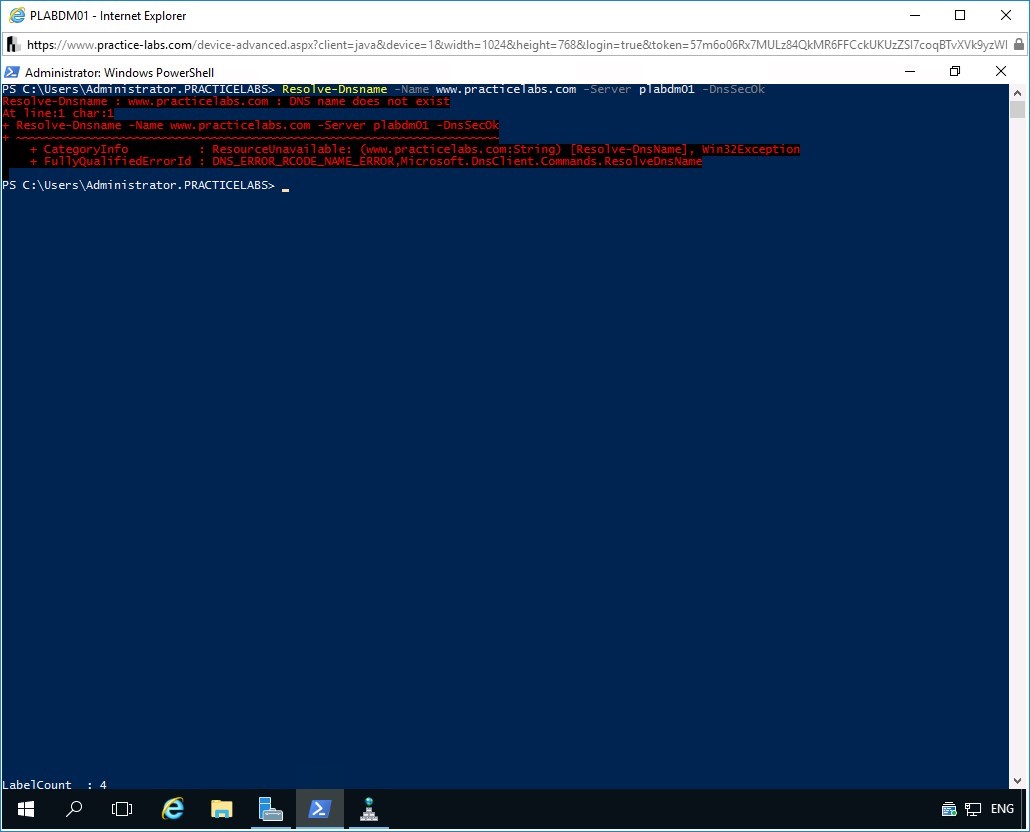 PLABDM01 - Internet Explorer
https://www.practice-labs.com/device-advanced.aspx?client=java&device=1&width=1024&height=768&login=true&token=57m6o06Rx7MULz84QkMR6FFCckUKUzZSl7coqBTvXVk9yzWl
Administrator: Windows PowerShell
PS C:\Users\Administrator.PRACTICELABS> Resolve-Dnsname -Name www.practicelabs.com -Server plabdm01 -DnsSecOk
Resolve-Dnsname : www.practicelabs.com : DNS name does not exist
At line:1 char:1
+ Resolve-Dnsname -Name www.practicelabs.com -Server plabdm01 -DnsSecOk
+ ~~~~~~~~~~~~~~~~~~~~~~~~~~~~~~~~~~~~~~~~~~~~~~~~~~~~~~~~~~~~~~~~~~~~~
    + CategoryInfo          : ResourceUnavailable: (www.practicelabs.com:String) [Resolve-DnsName], Win32Exception
    + FullyQualifiedErrorId : DNS_ERROR_RCODE_NAME_ERROR,Microsoft.DnsClient.Commands.ResolveDnsName
PS C:\Users\Administrator.PRACTICELABS> _
LabelCount  : 4
ENG